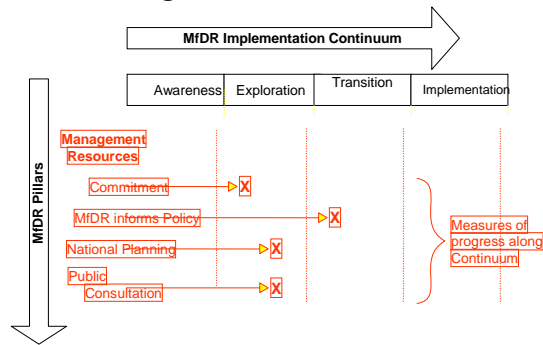 MfDR Implementation Continuum
Awareness
Exploration
Transition
Implementation
MfDR Pillars
Management
Resources
Commitment
X
MfDR informs Policy
X
National Planning
X
Public
Consultation
X
Measures of
progress along
Continuum